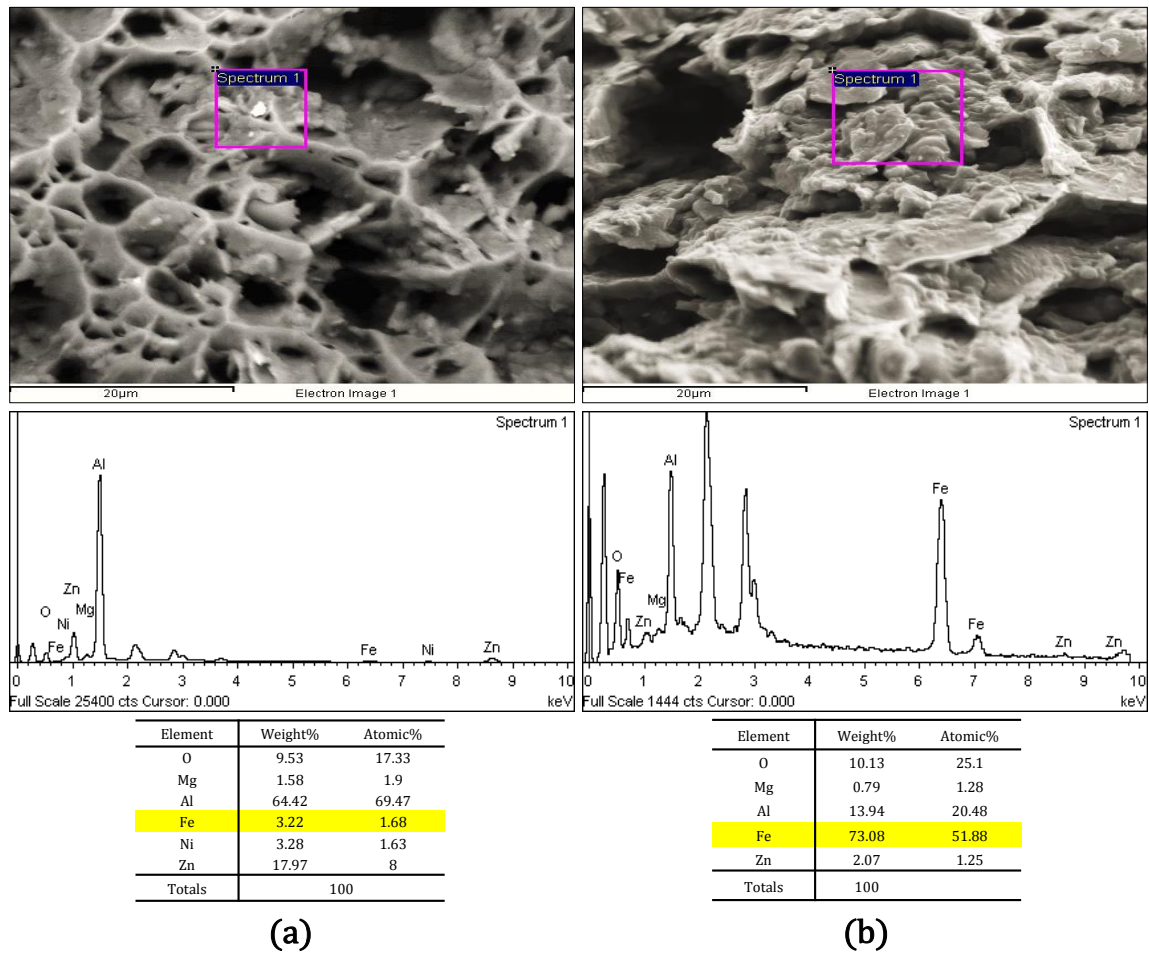 Spectrum 1
20µm Electron Image 1
Spectrum 1
Al
Zn
O
Mg
Ni
Fe
Fe
Ni
Zn
0 1 2 3 4 5 6 7 8 9 10
Full Scale 25400 cts Cursor: 0.000 keV
Element Weight% Atomic%
O 9.53 17.33
Mg 1.58 1.9
Al 64.42 69.47
Fe 3.22 1.68
Ni 3.28 1.63
Zn 17.97 8
Totals 100
(a)
Spectrum 1
20µm Electron Image 1
Spectrum 1
Al
Fe
O
Fe
Mg
Zn
Fe
Zn
Zn
0 1 2 3 4 5 6 7 8 9 10
Full Scale 1444 cts Cursor: 0.000 keV
Element Weight% Atomic%
O 10.13 25.1
Mg 0.79 1.28
Al 13.94 20.48
Fe 73.08 51.88
Zn 2.07 1.25
Totals 100
(b)